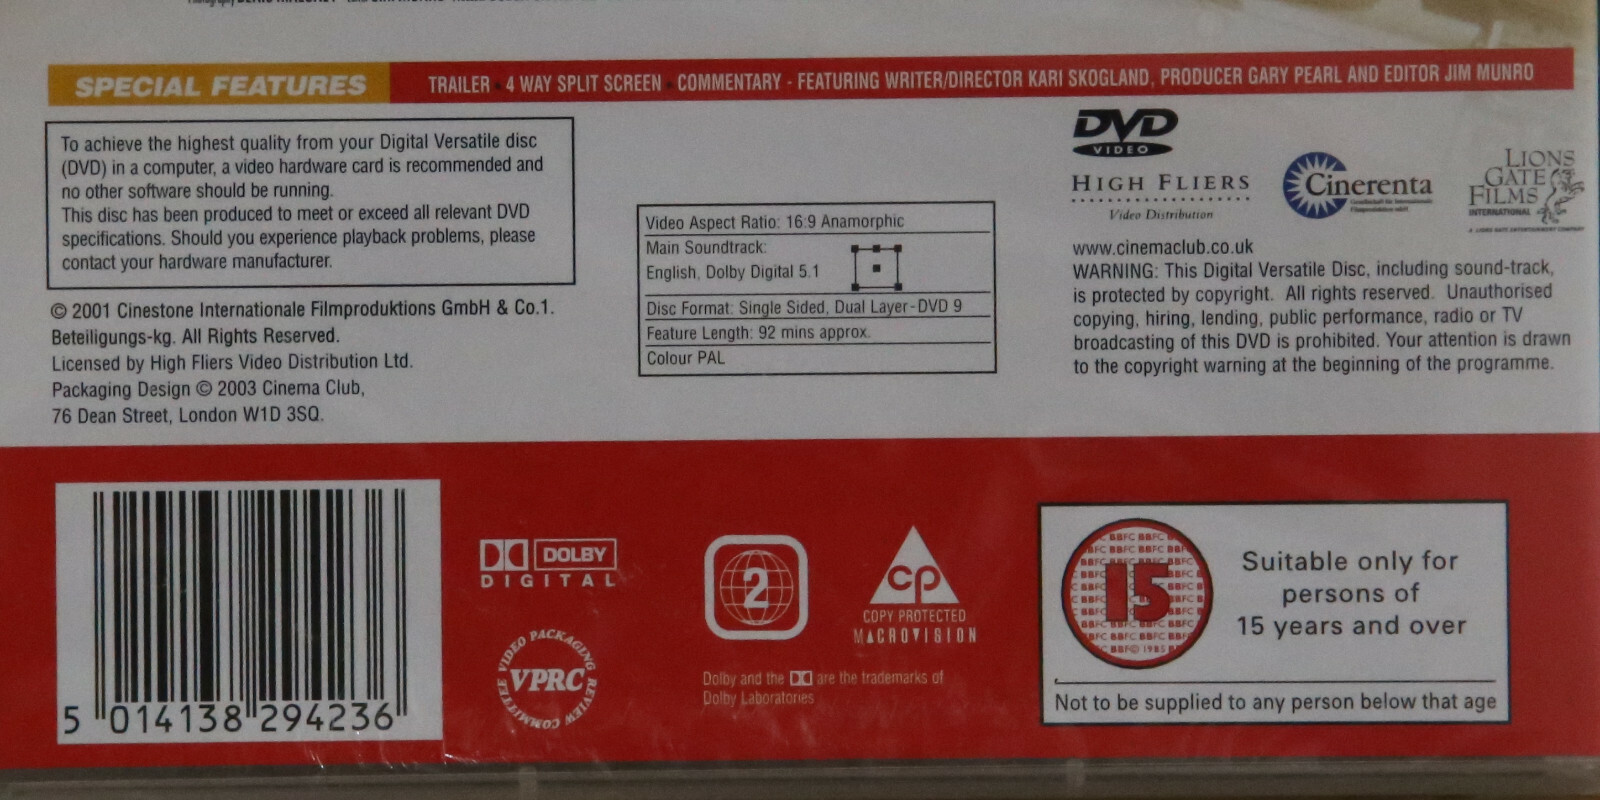 SPECIAL FEATURES
TRAILER · 4 WAY SPLIT SCREEN · COMMENTARY - FEATURING WRITER/DIRECTOR KARI SKOGLAND, PRODUCER GARY PEARL AND EDITOR JIM MUNRO
To achieve the highest quality from your Digital Versatile disc
(DVD) in a computer, a video hardware card is recommended and
no other software should be running.
This disc has been produced to meet or exceed all relevant DVD
specifications. Should you experience playback problems, please
contact your hardware manufacturer.
© 2001 Cinestone Internationale Filmproduktions GmbH & Co.1.
Beteiligungs-kg. All Rights Reserved.
Licensed by High Fliers Video Distribution Ltd.
Packaging Design © 2003 Cinema Club,
76 Dean Street, London W1D 3SQ.
Video Aspect Ratio: 16:9 Anamorphic
Main Soundtrack:
English, Dolby Digital 5.1
Disc Format: Single Sided, Dual Layer-DVD 9
Feature Length: 92 mins approx.
Colour PAL
DVD
VIDEO
HIGH FLIERS
Video Distribution
Cinerenta
LIONS
GATE
FILMS
INTERNATIONAL
www.cinemaclub.co.uk
WARNING: This Digital Versatile Disc, including sound-track,
is protected by copyright. All rights reserved. Unauthorised
copying, hiring, lending, public performance, radio or TV
broadcasting of this DVD is prohibited. Your attention is drawn
to the copyright warning at the beginning of the programme.
5 014138 294236
DOLBY
DIGITAL
VIDEO PACKAGING REVIEW COMMITTEE
VPRC
2
cp
COPY PROTECTED
MACROVISION
Dolby and the are the trademarks of
Dolby Laboratories
15
Suitable only for
persons of
15 years and over
Not to be supplied to any person below that age